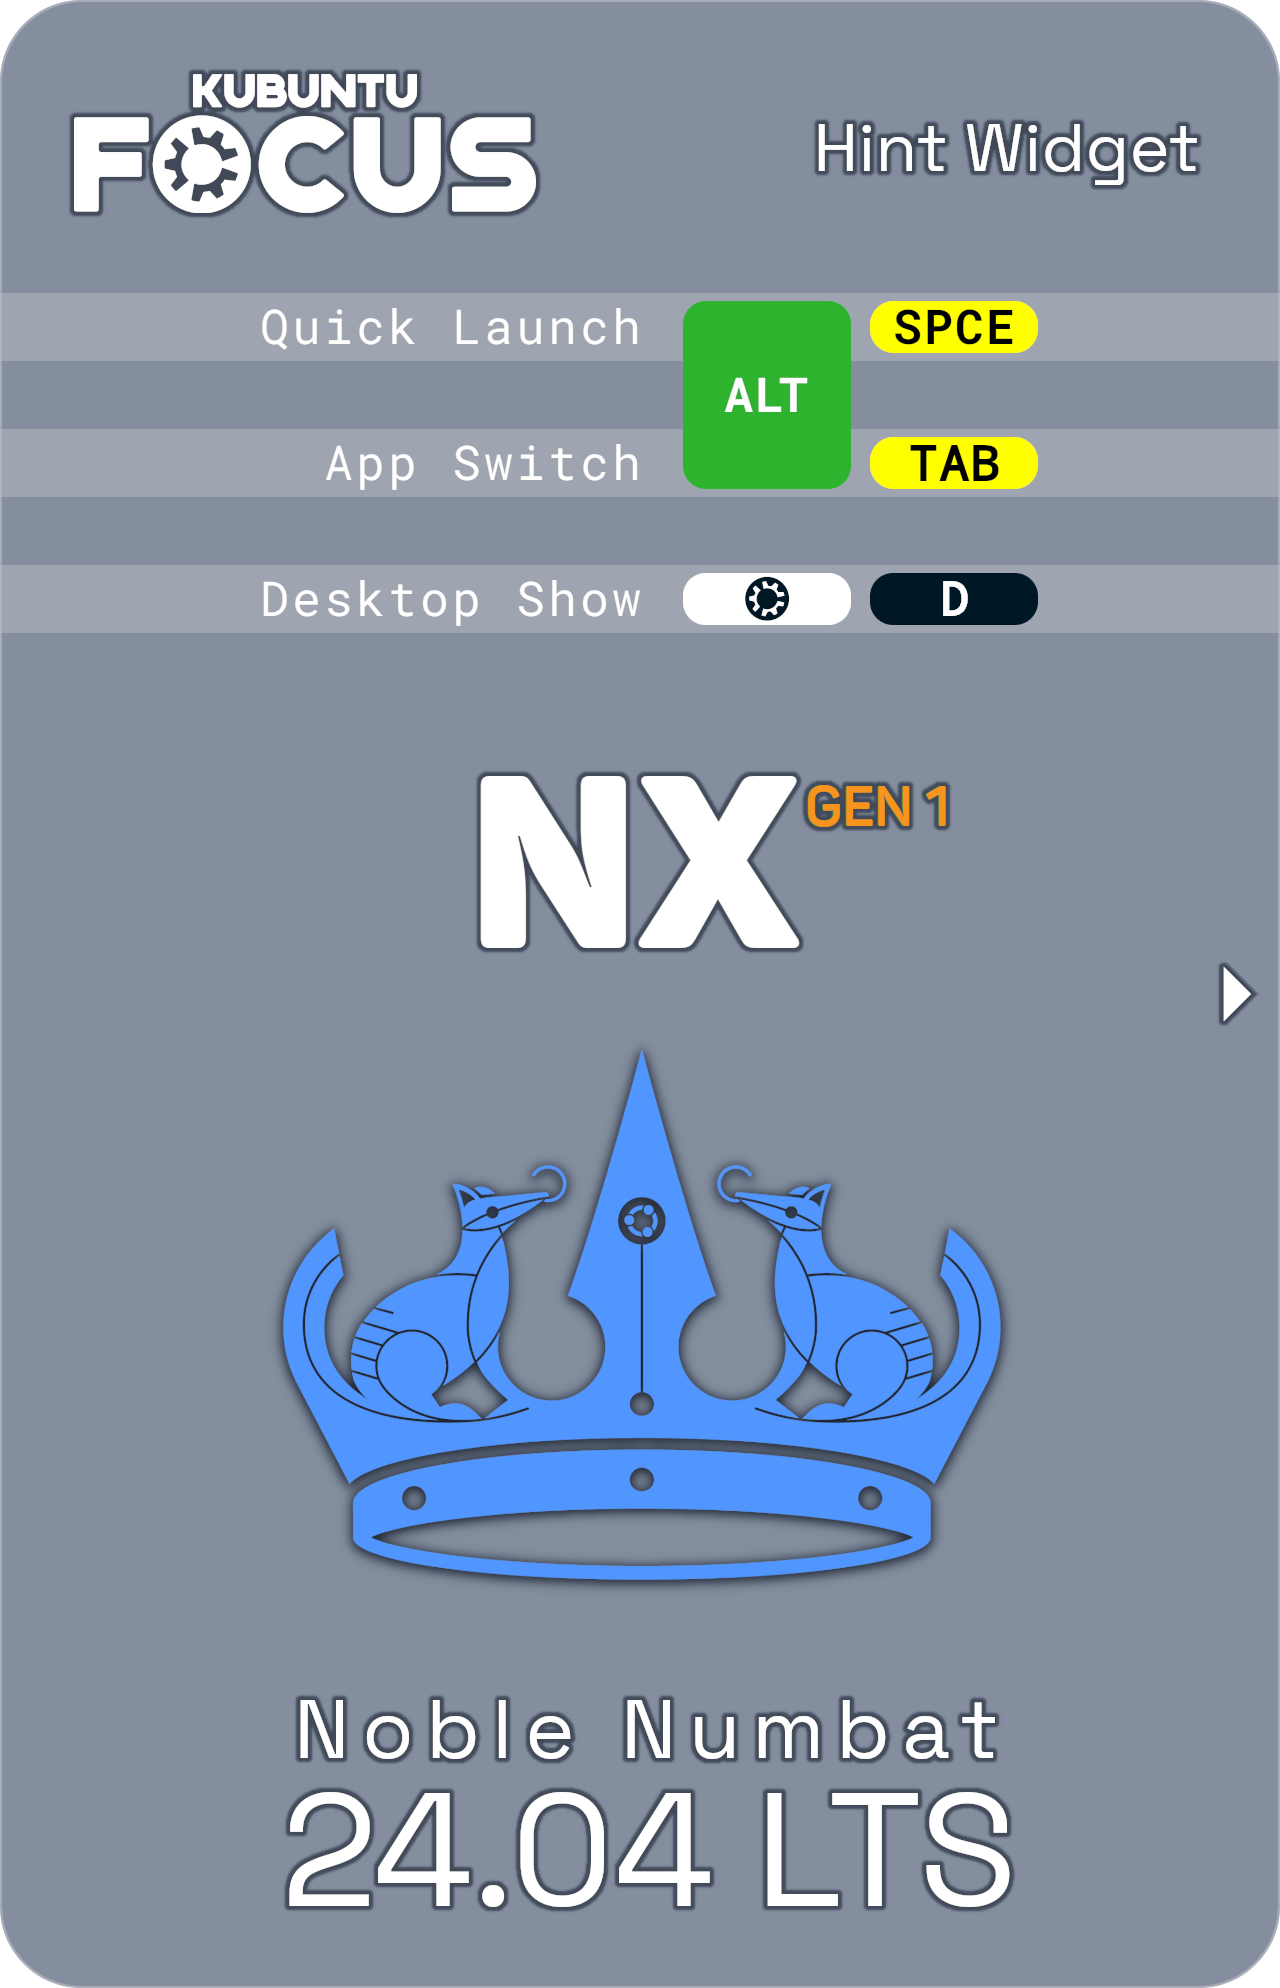 KUBUNTU
FOCUS
Hint Widget
Quick Launch ALT SPCE
App Switch TAB
Desktop Show D
NX GEN 1
Noble Numbat
24.04 LTS